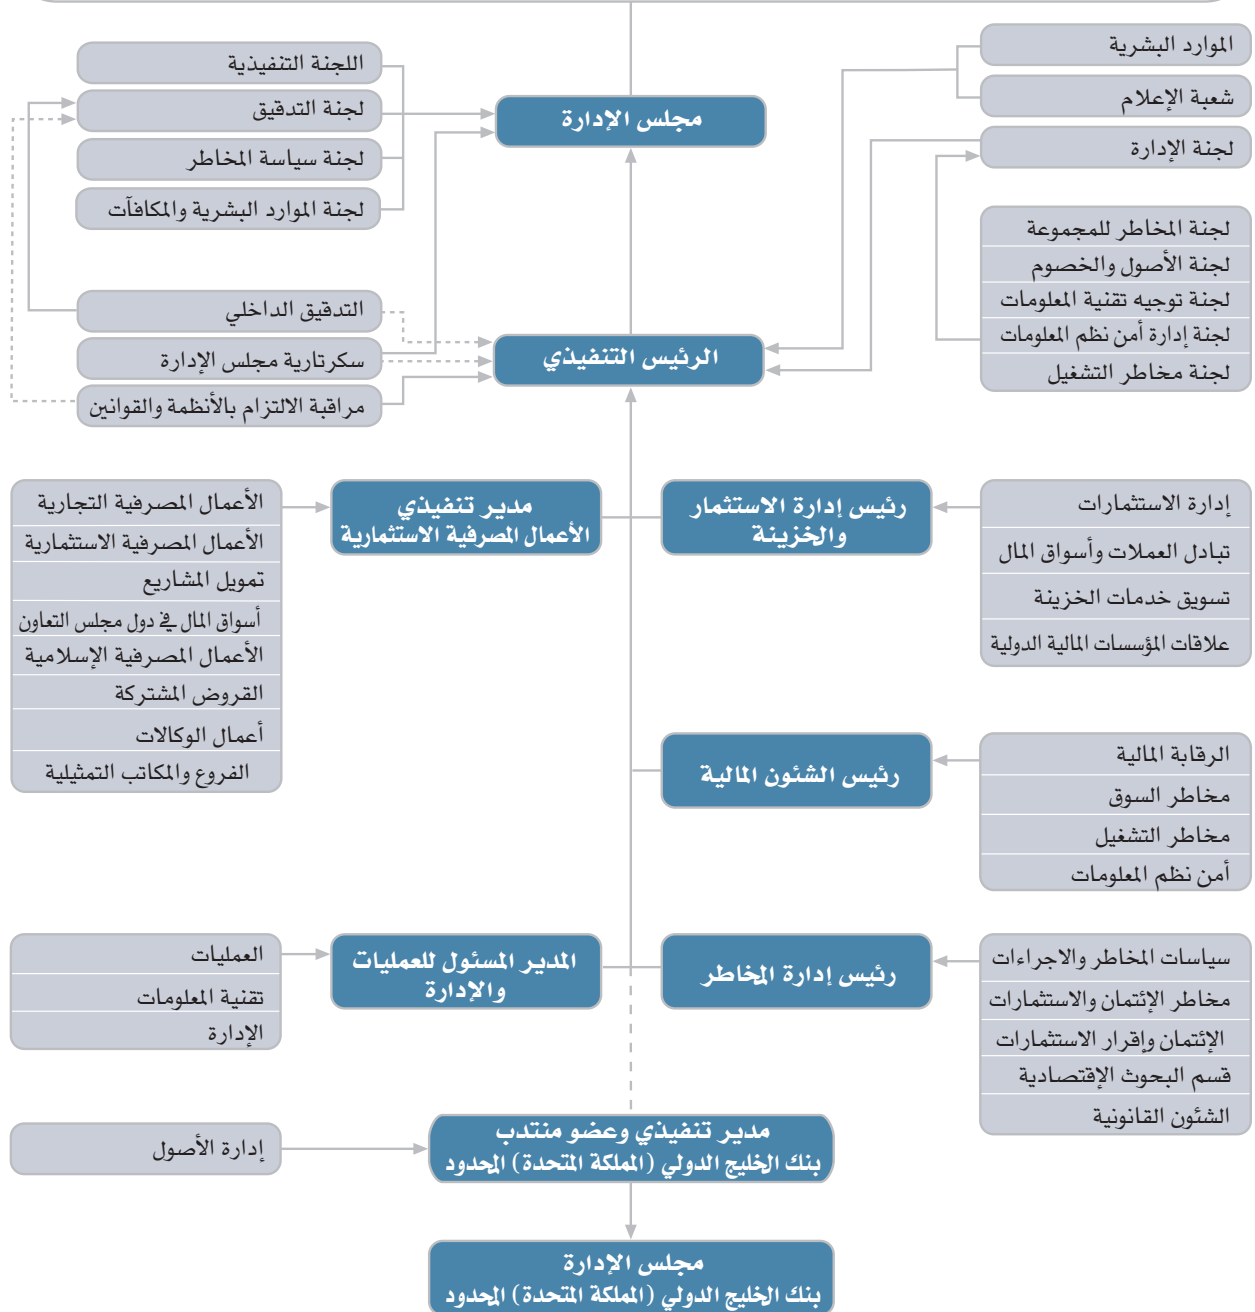 الموارد البشرية
شعبة الإعلام
لجنة الإدارة
لجنة المخاطر للمجموعة
لجنة الأصول والخصوم
لجنة توجيه تقنية المعلومات
لجنة إدارة أمن نظم المعلومات
لجنة مخاطر التشغيل
مجلس الإدارة
اللجنة التنفيذية
لجنة التدقيق
لجنة سياسة المخاطر
لجنة الموارد البشرية والمكافآت
الرئيس التنفيذي
التدقيق الداخلي
سكرتارية مجلس الإدارة
مراقبة الالتزام بالأنظمة والقوانين
إدارة الاستثمارات
تبادل العملات وأسواق المال
تسويق خدمات الخزينة
علاقات المؤسسات المالية الدولية
رئيس إدارة الاستثمار
والخزينة
مدير تنفيذي
الأعمال المصرفية الاستثمارية
الأعمال المصرفية التجارية
الأعمال المصرفية الاستثمارية
تمويل المشاريع
أسواق المال في دول مجلس التعاون
الأعمال المصرفية الإسلامية
القروض المشتركة
أعمال الوكالات
الفروع والمكاتب التمثيلية
الرقابة المالية
مخاطر السوق
مخاطر التشغيل
أمن نظم المعلومات
رئيس الشئون المالية
سياسات المخاطر والاجراءات
مخاطر الإئتمان والاستثمارات
الإئتمان وإقرار الاستثمارات
قسم البحوث الإقتصادية
الشئون القانونية
رئيس إدارة المخاطر
المدير المسئول للعمليات
والإدارة
العمليات
تقنية المعلومات
الإدارة
مدير تنفيذي وعضو منتدب
بنك الخليج الدولي (المملكة المتحدة) المحدود
إدارة الأصول
مجلس الإدارة
بنك الخليج الدولي (المملكة المتحدة) المحدود